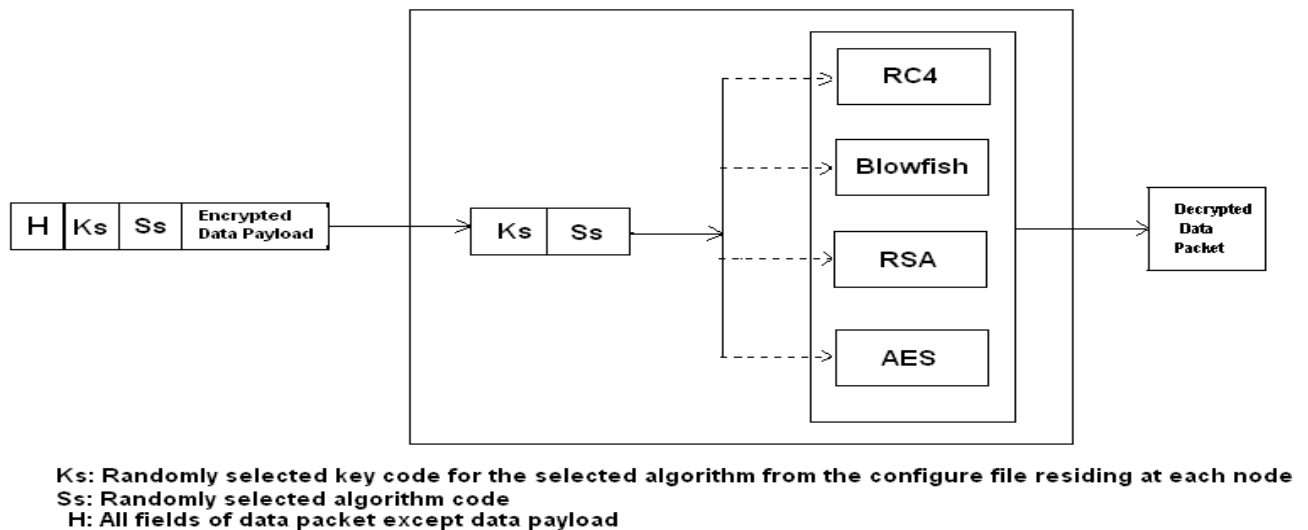 RC4
Blowfish
H Ks Ss Encrypted
Data Payload
Ks Ss
RSA
AES
Decrypted
Data
Packet
Ks: Randomly selected key code for the selected algorithm from the configure file residing at each node
Ss: Randomly selected algorithm code
H: All fields of data packet except data payload